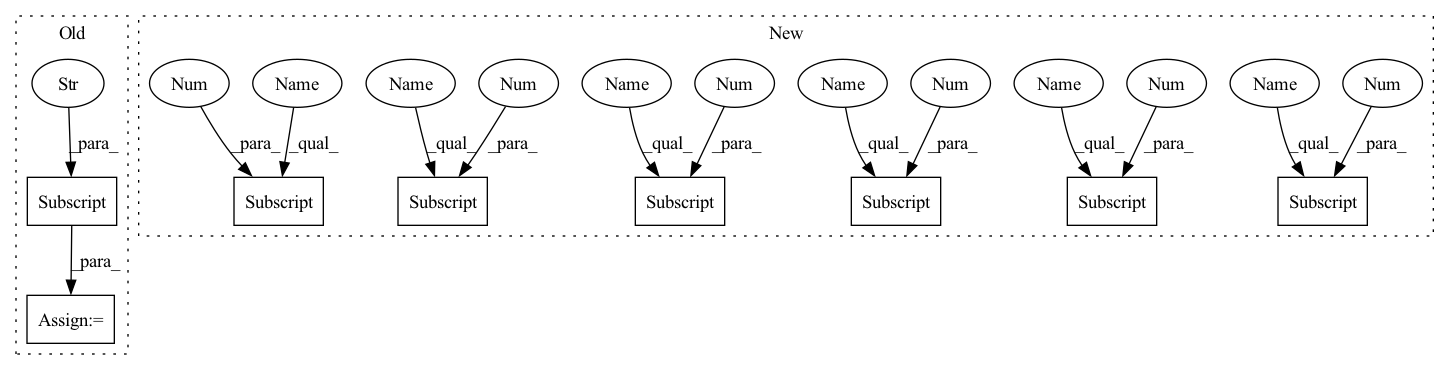 Old New
Str Num Name Name Num Name Num Name Num Name Num Name Num
_para_ _para_ _qual_ _qual_ _para_ _qual_ _para_ _qual_ _para_ _qual_ _para_ _qual_ _para_
Subscript Subscript Subscript Subscript Subscript Subscript Subscript
_para_
Assign:=